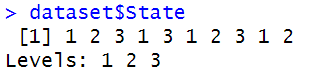 > dataset$State
[1] 1 2 3 1 3 1 2 3 1 2
Levels: 1 2 3